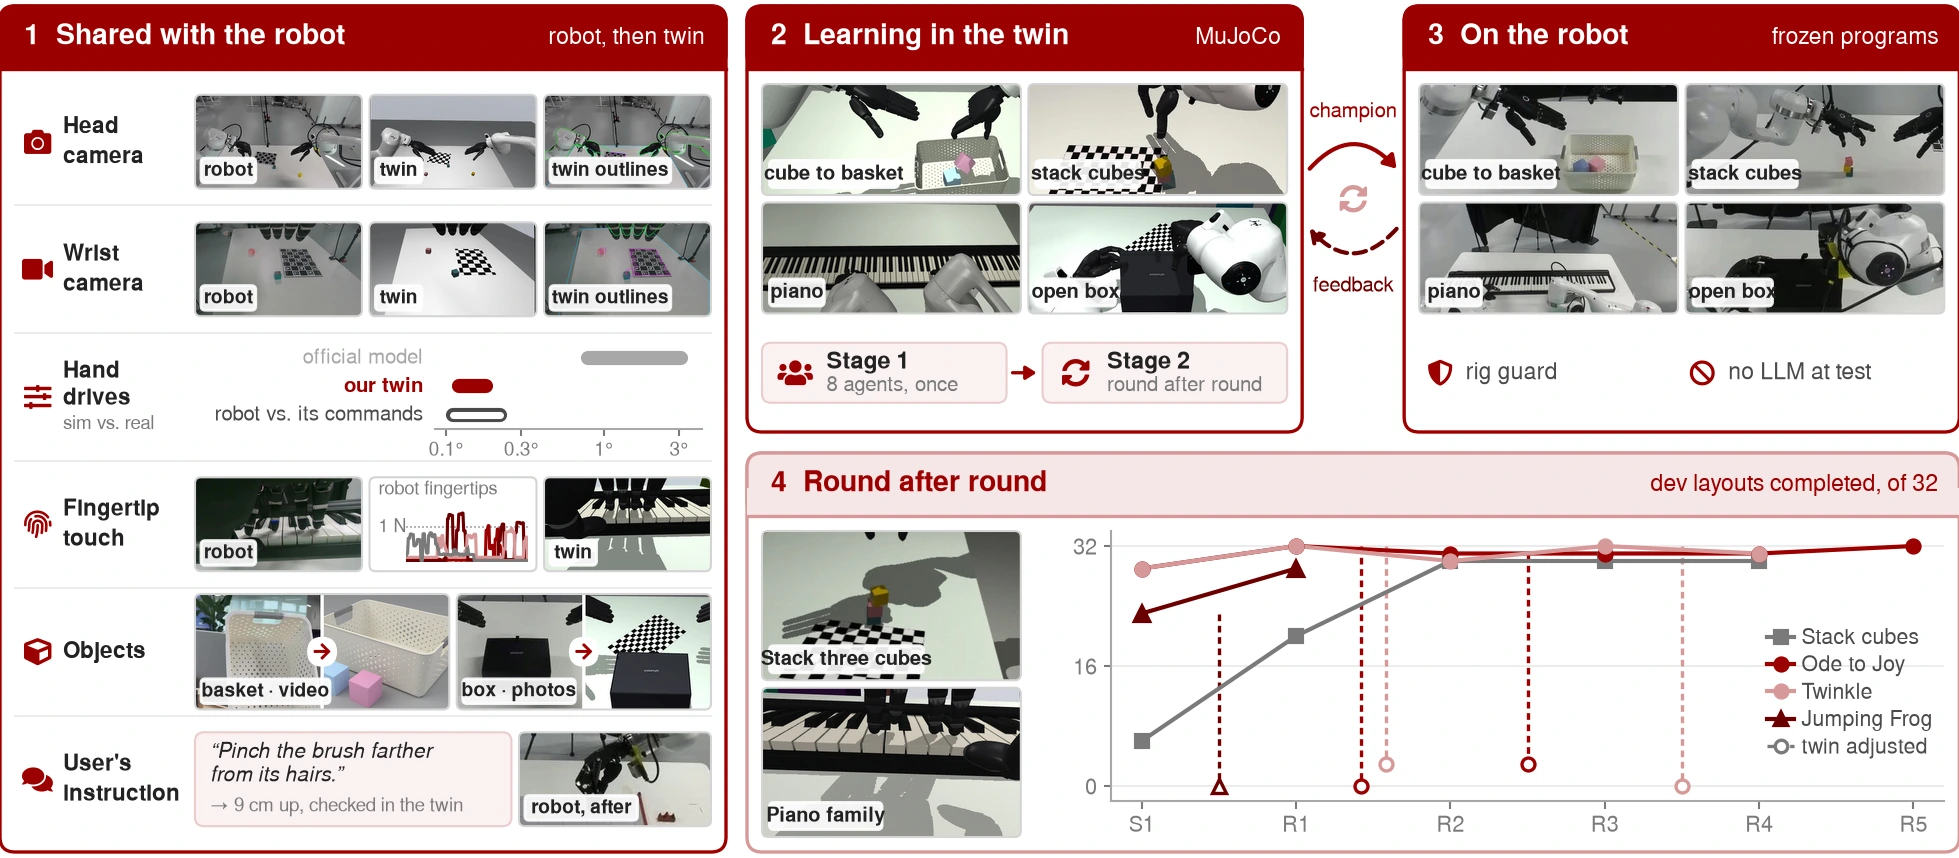 1 Shared with the robot
robot, then twin
Head
camera
robot
twin
twin outlines
Wrist
camera
robot
twin
twin outlines
Hand
drives
sim vs. real
official model
our twin
robot vs. its commands
0.1°
0.3°
1°
3°
Fingertip
touch
robot
robot fingertips
1 N
twin
Objects
basket · video
box · photos
User's
instruction
“Pinch the brush farther
from its hairs.”
→ 9 cm up, checked in the twin
robot, after
2 Learning in the twin
MuJoCo
cube to basket
stack cubes
piano
open box
Stage 1
8 agents, once
Stage 2
round after round
champion
feedback
3 On the robot
frozen programs
cube to basket
stack cubes
piano
open box
rig guard
no LLM at test
4 Round after round
dev layouts completed, of 32
Stack three cubes
Piano family
32
16
0
S1
R1
R2
R3
R4
R5
Stack cubes
Ode to Joy
Twinkle
Jumping Frog
twin adjusted